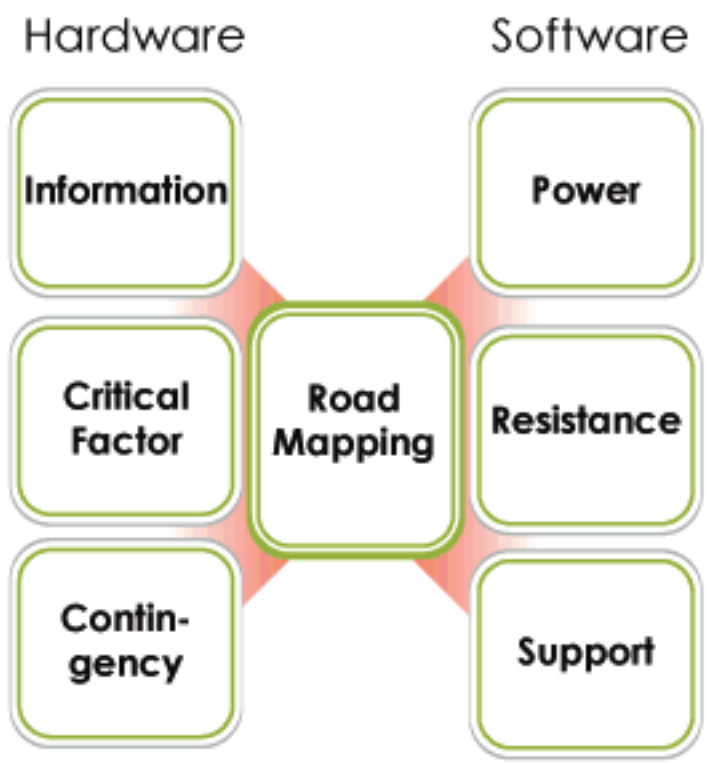 Hardware
Software
Information
Power
Critical
Factor
Road
Mapping
Resistance
Contin-
gency
Support